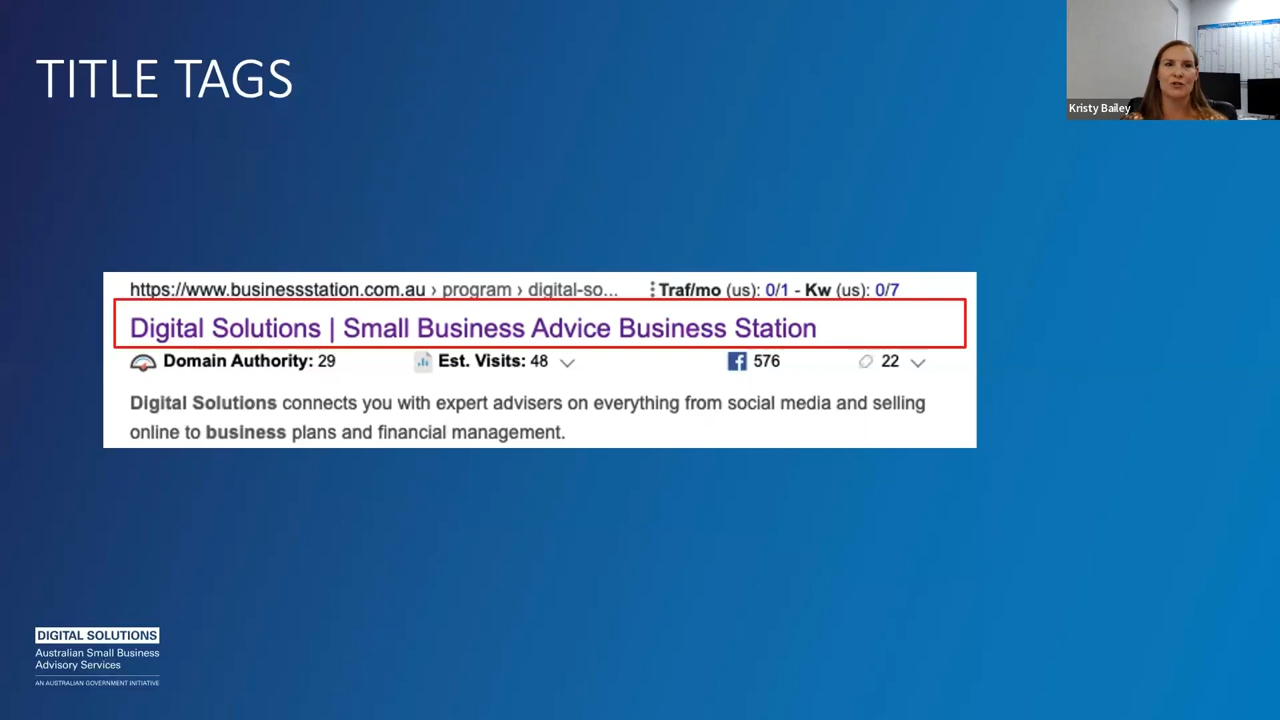 TITLE TAGS
Kristy Bailey
https://www.businessstation.com.au › program › digital-so... Traf/mo (us): 0/1 - Kw (us): 0/7
Digital Solutions | Small Business Advice Business Station
Domain Authority: 29 Est. Visits: 48 576 22
Digital Solutions connects you with expert advisers on everything from social media and selling
online to business plans and financial management.
DIGITAL SOLUTIONS
Australian Small Business
Advisory Services
AN AUSTRALIAN GOVERNMENT INITIATIVE